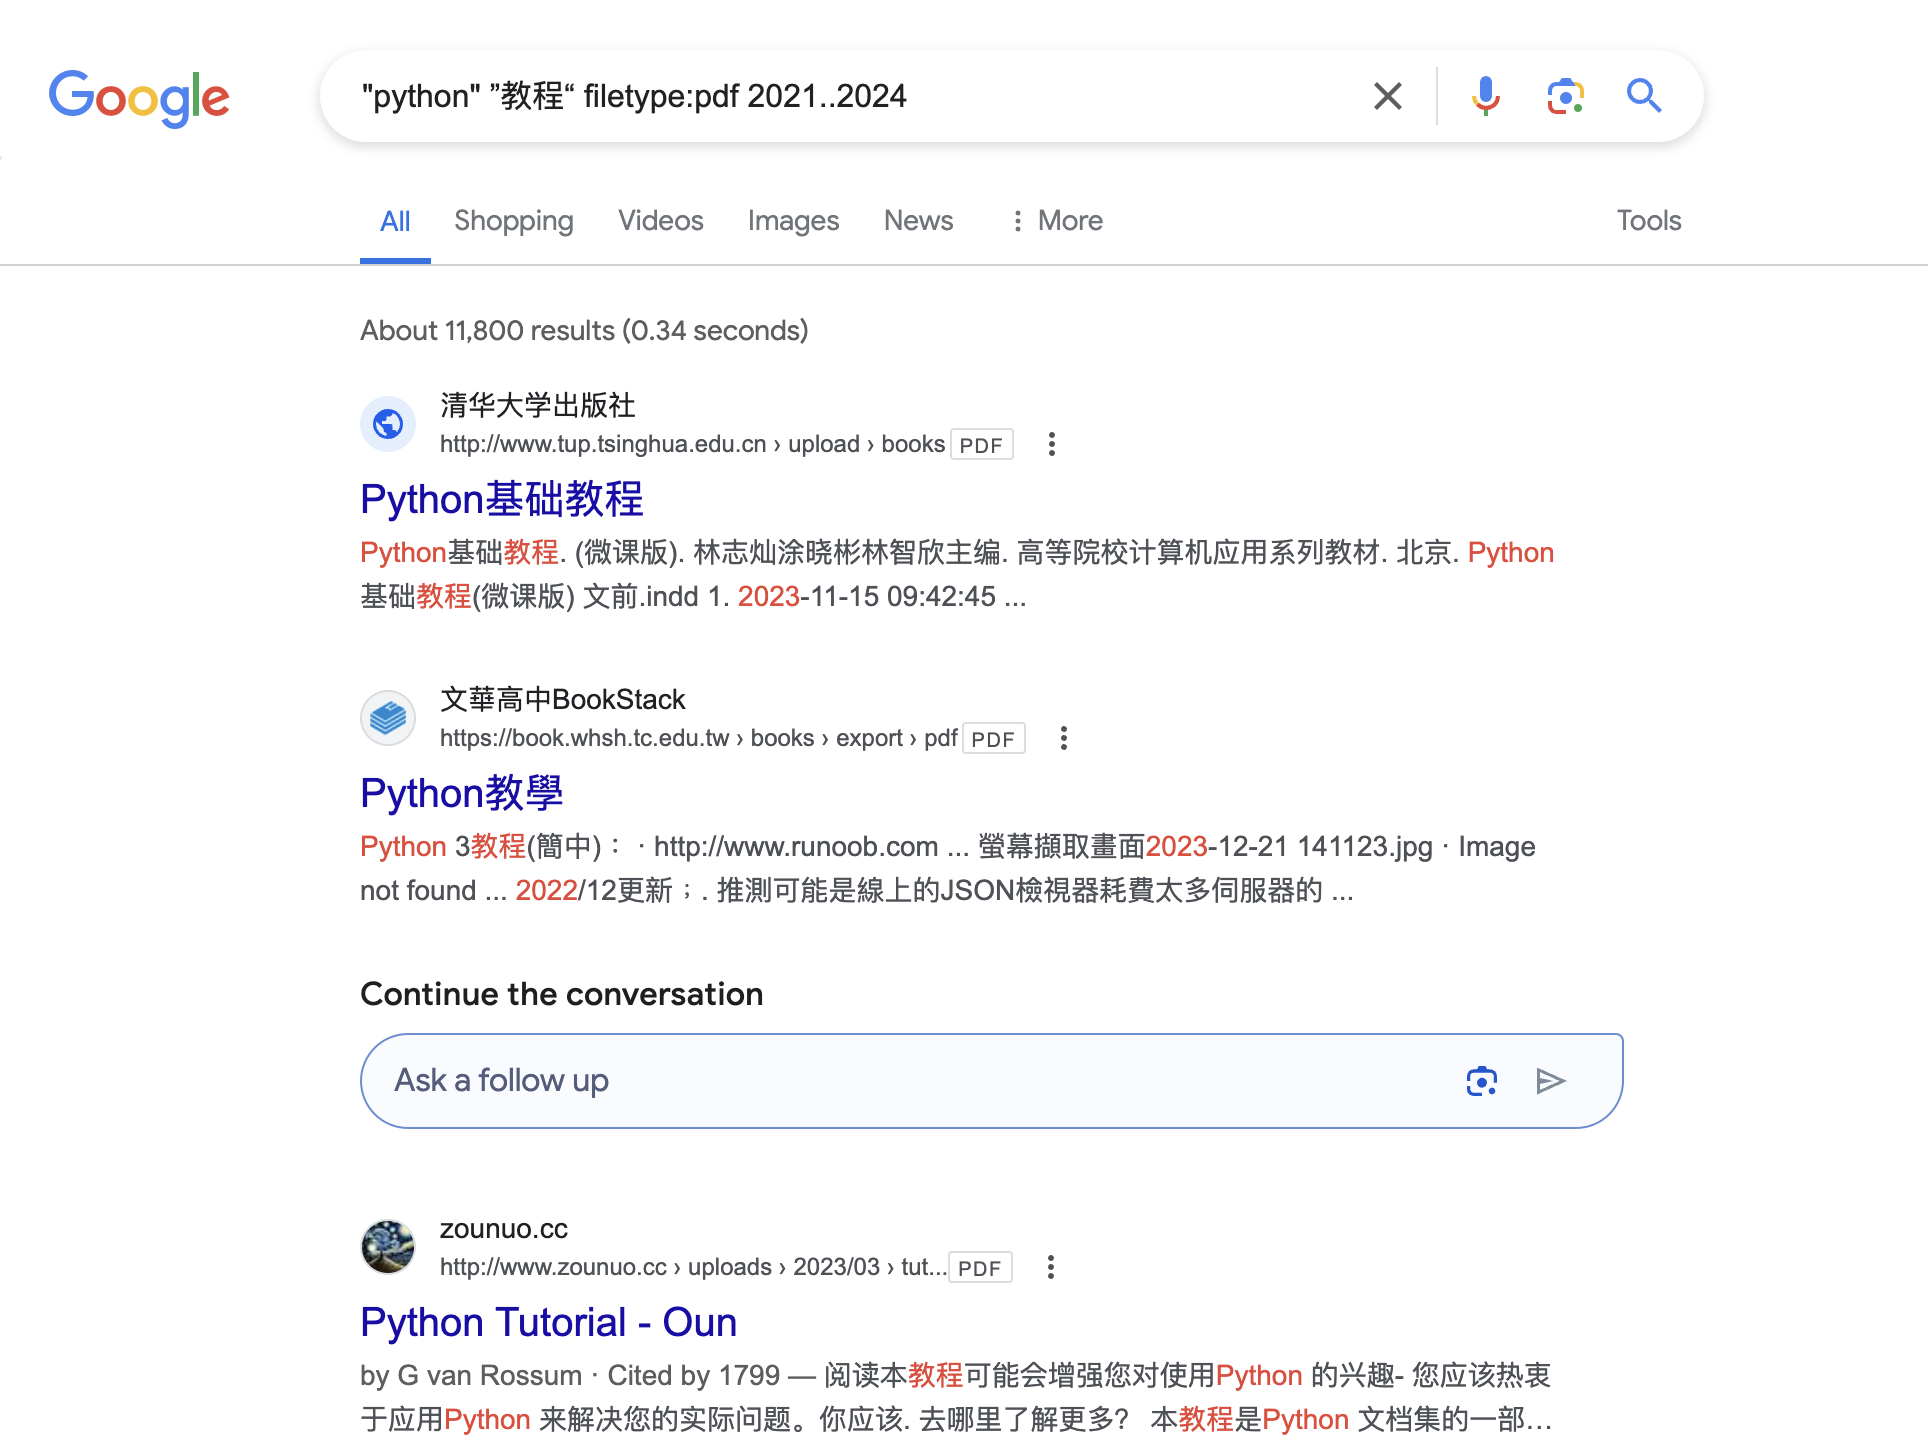 Google
"python" ”教程“ filetype:pdf 2021..2024
All Shopping Videos Images News More Tools
About 11,800 results (0.34 seconds)
清华大学出版社
http://www.tup.tsinghua.edu.cn › upload › books PDF
Python基础教程
Python基础教程. (微课版). 林志灿涂晓彬林智欣主编. 高等院校计算机应用系列教材. 北京. Python
基础教程(微课版) 文前.indd 1. 2023-11-15 09:42:45 ...
文華高中BookStack
https://book.whsh.tc.edu.tw › books › export › pdf PDF
Python教學
Python 3教程(簡中)： · http://www.runoob.com ... 螢幕擷取畫面2023-12-21 141123.jpg · Image
not found ... 2022/12更新；. 推測可能是線上的JSON檢視器耗費太多伺服器的 ...
Continue the conversation
Ask a follow up
zounuo.cc
http://www.zounuo.cc › uploads › 2023/03 › tut... PDF
Python Tutorial - Oun
by G van Rossum · Cited by 1799 — 阅读本教程可能会增强您对使用Python 的兴趣- 您应该热衷
于应用Python 来解决您的实际问题。你应该. 去哪里了解更多？ 本教程是Python 文档集的一部...